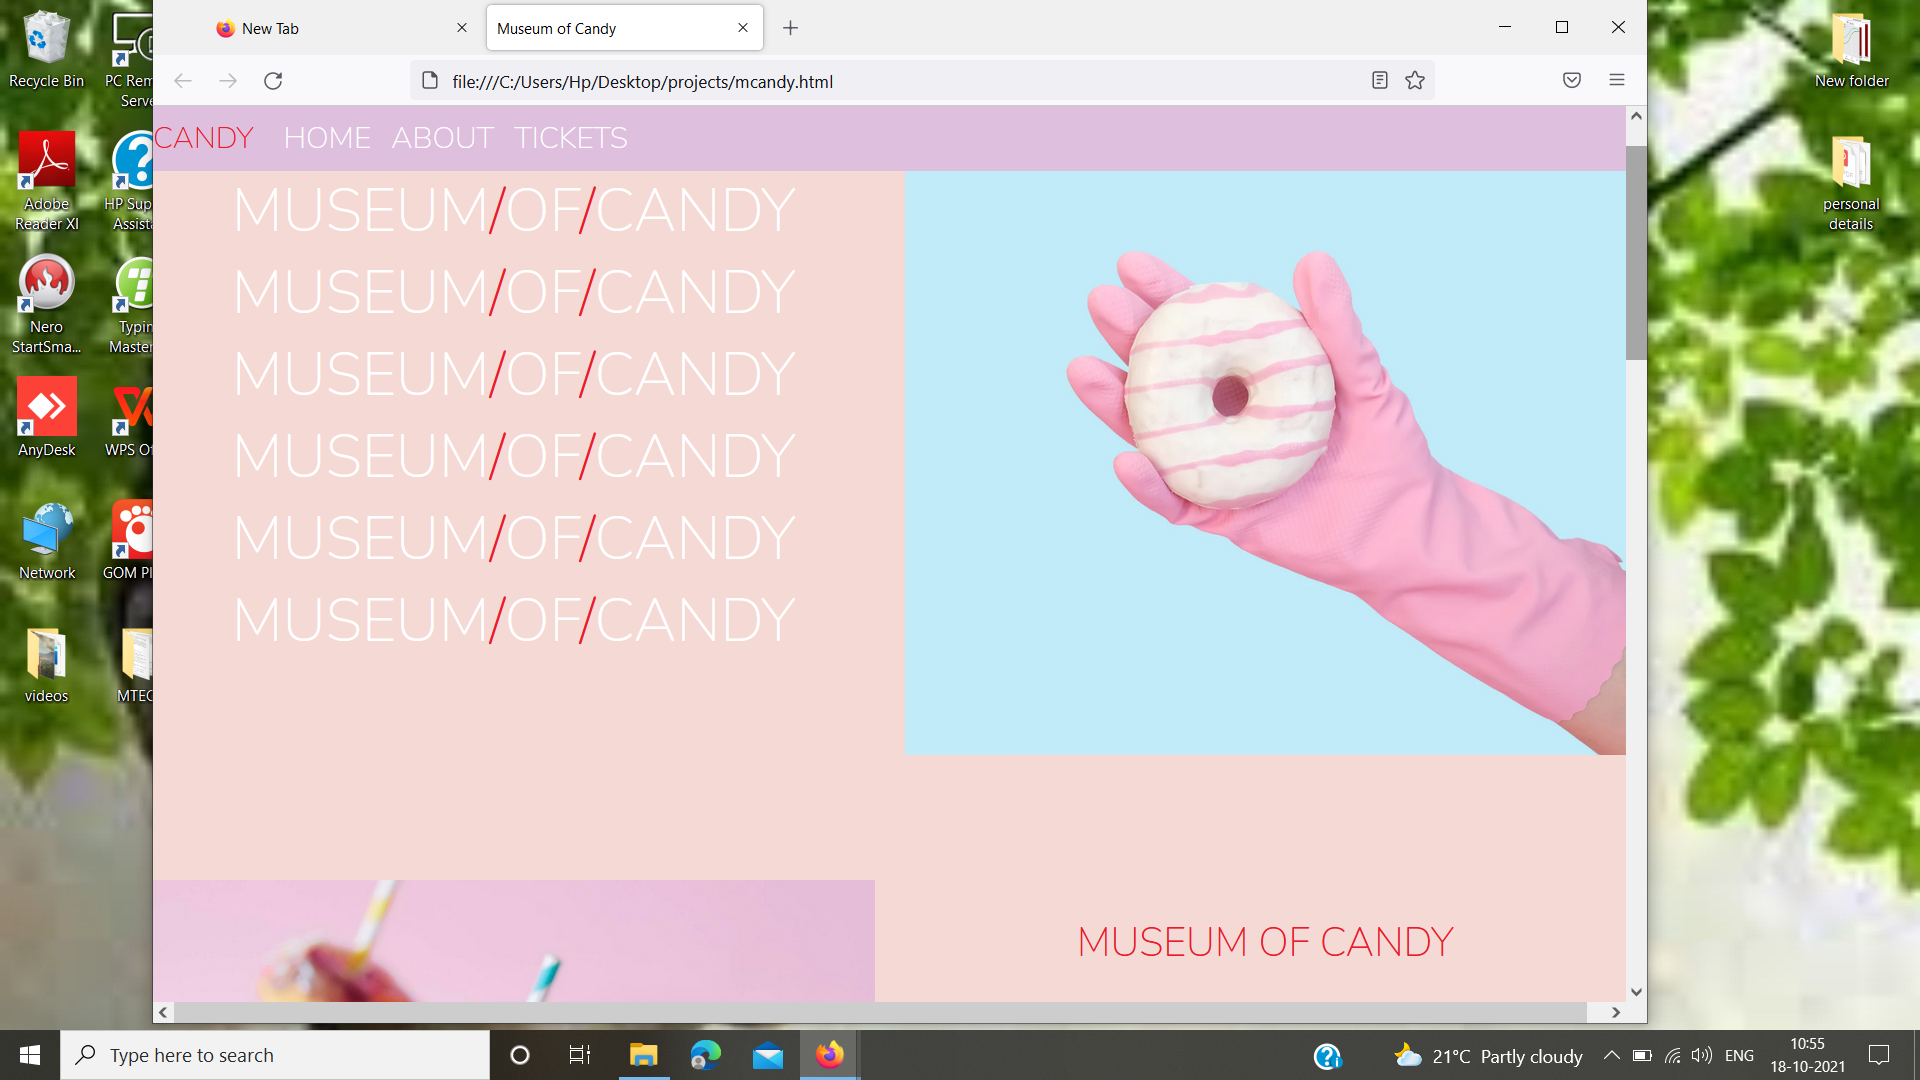 New Tab
Museum of Candy
file:///C:/Users/Hp/Desktop/projects/mcandy.html
CANDY HOME ABOUT TICKETS
MUSEUM/OF/CANDY
MUSEUM/OF/CANDY
MUSEUM/OF/CANDY
MUSEUM/OF/CANDY
MUSEUM/OF/CANDY
MUSEUM/OF/CANDY
MUSEUM OF CANDY
Recycle Bin
PC Rem
Serve
Adobe
Reader XI
HP Sup
Assista
Nero
StartSma...
Typin
Master
AnyDesk
WPS O
Network
GOM Pl
videos
MTEC
New folder
personal
details
Type here to search
21°C Partly cloudy
ENG
10:55
18-10-2021